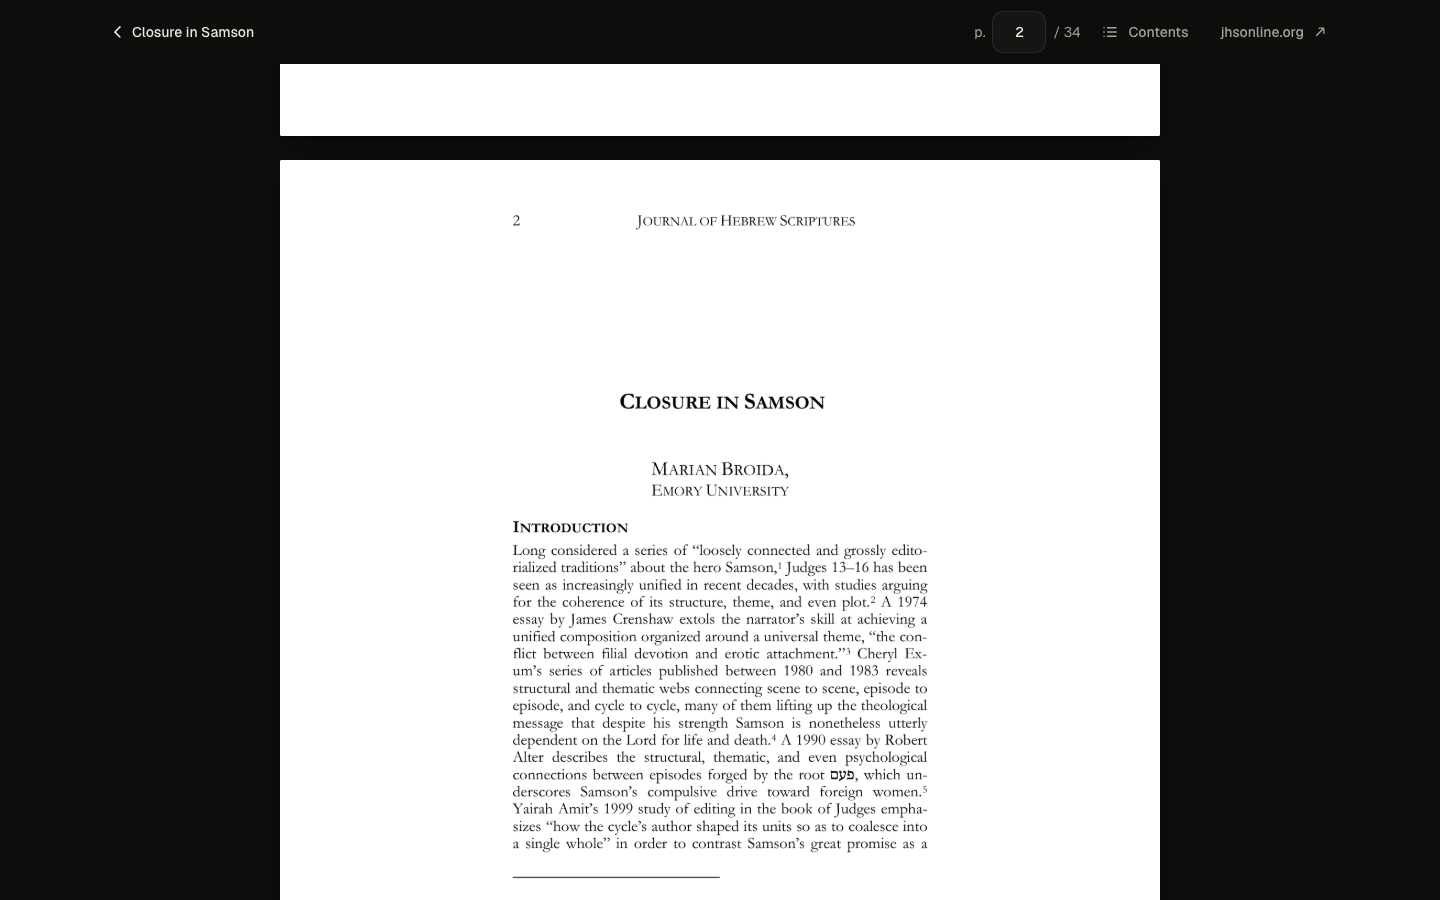 Closure in Samson
p. 2 / 34 Contents jhsonline.org
2 JOURNAL OF HEBREW SCRIPTURES
CLOSURE IN SAMSON
MARIAN BROIDA,
EMORY UNIVERSITY
INTRODUCTION
Long considered a series of “loosely connected and grossly edito-
rialized traditions” about the hero Samson,¹ Judges 13–16 has been
seen as increasingly unified in recent decades, with studies arguing
for the coherence of its structure, theme, and even plot.² A 1974
essay by James Crenshaw extols the narrator’s skill at achieving a
unified composition organized around a universal theme, “the con-
flict between filial devotion and erotic attachment.”³ Cheryl Ex-
um’s series of articles published between 1980 and 1983 reveals
structural and thematic webs connecting scene to scene, episode to
episode, and cycle to cycle, many of them lifting up the theological
message that despite his strength Samson is nonetheless utterly
dependent on the Lord for life and death.⁴ A 1990 essay by Robert
Alter describes the structural, thematic, and even psychological
connections between episodes forged by the root פעם, which un-
derscores Samson’s compulsive drive toward foreign women.⁵
Yairah Amit’s 1999 study of editing in the book of Judges empha-
sizes “how the cycle’s author shaped its units so as to coalesce into
a single whole” in order to contrast Samson’s great promise as a